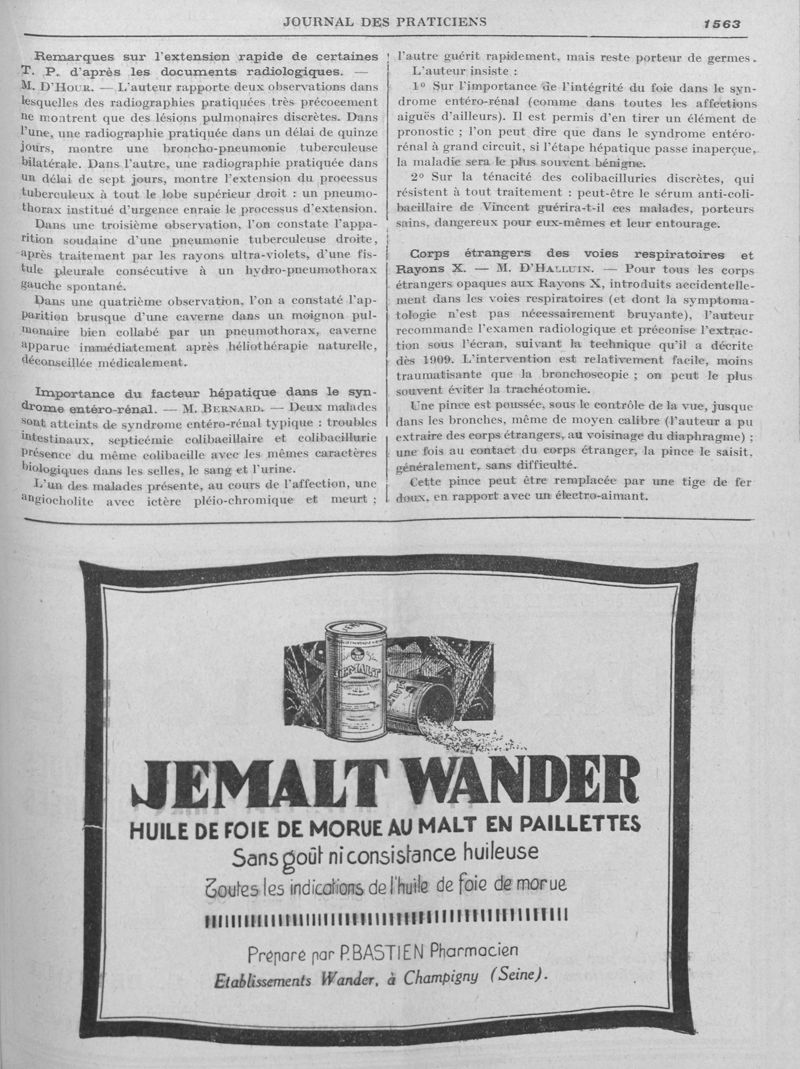 JOURNAL DES PRATICIENS
1563
Remarques sur l'extension rapide de certaines
T. P. d'après les documents radiologiques. —
M. D'Hour. — L'auteur rapporte deux observations dans
lesquelles des radiographies pratiquées très précocement
ne montrent que des lésions pulmonaires discrètes. Dans
l'une, une radiographie pratiquée dans un délai de quinze
jours, montre une broncho-pneumonie tuberculeuse
bilatérale. Dans l'autre, une radiographie pratiquée dans
un délai de sept jours, montre l'extension du processus
tuberculeux à tout le lobe supérieur droit : un pneumo-
thorax institué d'urgence enraie le processus d'extension.
Dans une troisième observation, l'on constate l'appa-
rition soudaine d'une pneumonie tuberculeuse droite,
après traitement par les rayons ultra-violets, d'une fis-
tule pleurale consécutive à un hydro-pneumothorax
gauche spontané.
Dans une quatrième observation, l'on a constaté l'ap-
parition brusque d'une caverne dans un moignon pul-
monaire bien collabé par un pneumothorax, caverne
apparue immédiatement après héliothérapie naturelle,
déconseillée médicalement.
Importance du facteur hépatique dans le syn-
drome entéro-rénal. — M. Bernard. — Deux malades
sont atteints de syndrome entéro-rénal typique : troubles
intestinaux, septicémie colibacillaire et colibacillurie
présence du même colibacille avec les mêmes caractères
biologiques dans les selles, le sang et l'urine.
L'un des malades présente, au cours de l'affection, une
angiocholite avec ictère pléio-chromique et meurt ;
l'autre guérit rapidement, mais reste porteur de germes.
L'auteur insiste :
1º Sur l'importance de l'intégrité du foie dans le syn-
drome entéro-rénal (comme dans toutes les affections
aiguës d'ailleurs). Il est permis d'en tirer un élément de
pronostic ; l'on peut dire que dans le syndrome entéro-
rénal à grand circuit, si l'étape hépatique passe inaperçue,
la maladie sera le plus souvent bénigne.
2º Sur la ténacité des colibacilluries discrètes, qui
résistent à tout traitement : peut-être le sérum anti-coli-
bacillaire de Vincent guérira-t-il ces malades, porteurs
sains, dangereux pour eux-mêmes et leur entourage.
Corps étrangers des voies respiratoires et
Rayons X. — M. D'Halluin. — Pour tous les corps
étrangers opaques aux Rayons X, introduits accidentelle-
ment dans les voies respiratoires (et dont la symptoma-
tologie n'est pas nécessairement bruyante), l'auteur
recommande l'examen radiologique et préconise l'extrac-
tion sous l'écran, suivant la technique qu'il a décrite
dès 1909. L'intervention est relativement facile, moins
traumatisante que la bronchoscopie ; on peut le plus
souvent éviter la trachéotomie.
Une pince est poussée, sous le contrôle de la vue, jusque
dans les bronches, même de moyen calibre (l'auteur a pu
extraire des corps étrangers, au voisinage du diaphragme) ;
une fois au contact du corps étranger, la pince le saisit,
généralement, sans difficulté.
Cette pince peut être remplacée par une tige de fer
doux, en rapport avec un électro-aimant.
JEMALT
JEMALT WANDER
HUILE DE FOIE DE MORUE AU MALT EN PAILLETTES
Sans goût ni consistance huileuse
Toutes les indications de l'huile de foie de morue
Préparé par P. BASTIEN Pharmacien
Etablissements Wander, à Champigny (Seine).